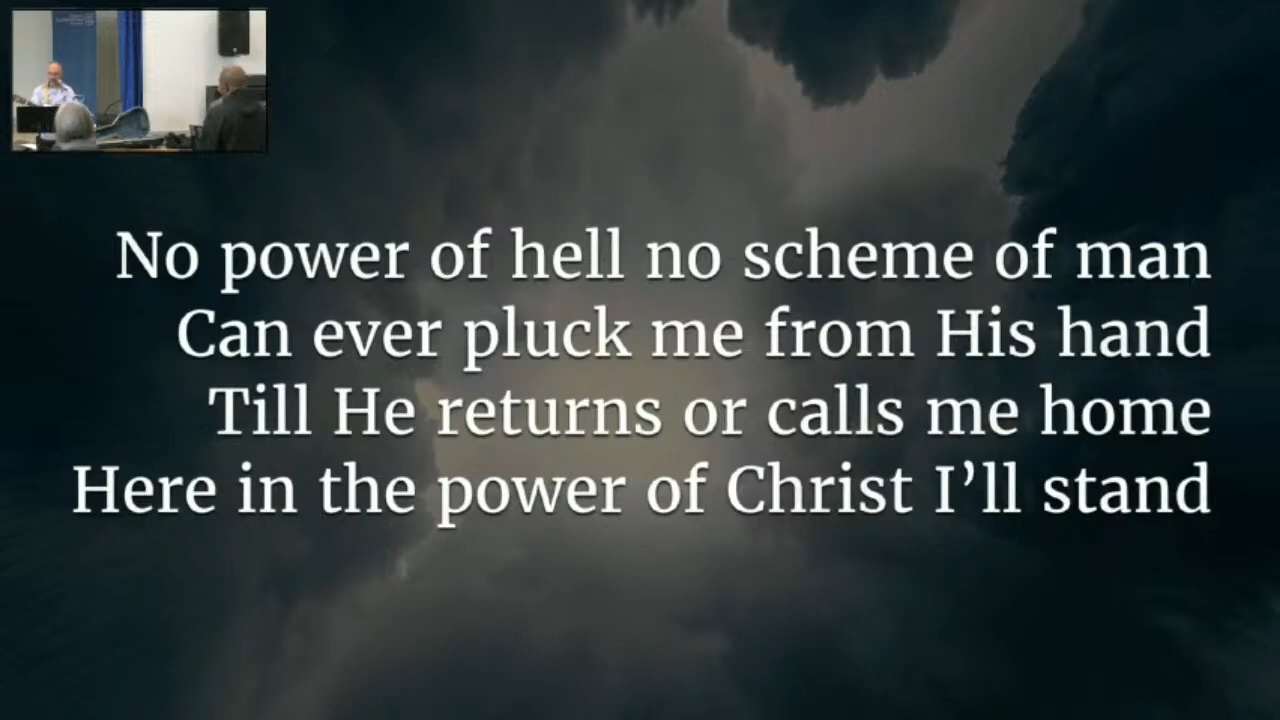 No power of hell no scheme of man
Can ever pluck me from His hand
Till He returns or calls me home
Here in the power of Christ I’ll stand